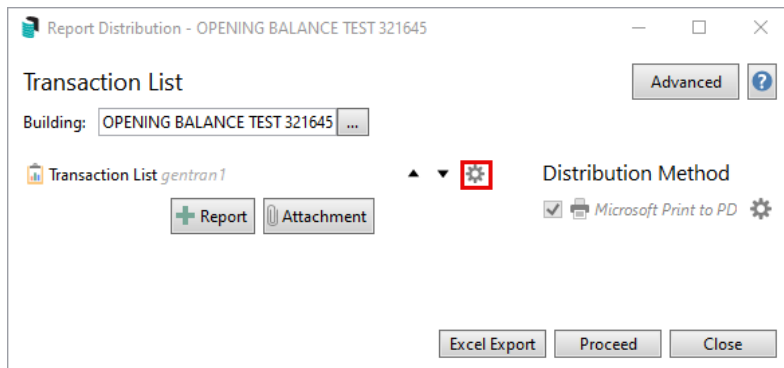 Report Distribution - OPENING BALANCE TEST 321645
Transaction List
Advanced
?
Building: OPENING BALANCE TEST 321645 ...
Transaction List gentran1
Distribution Method
Report
Attachment
Microsoft Print to PD
Excel Export
Proceed
Close